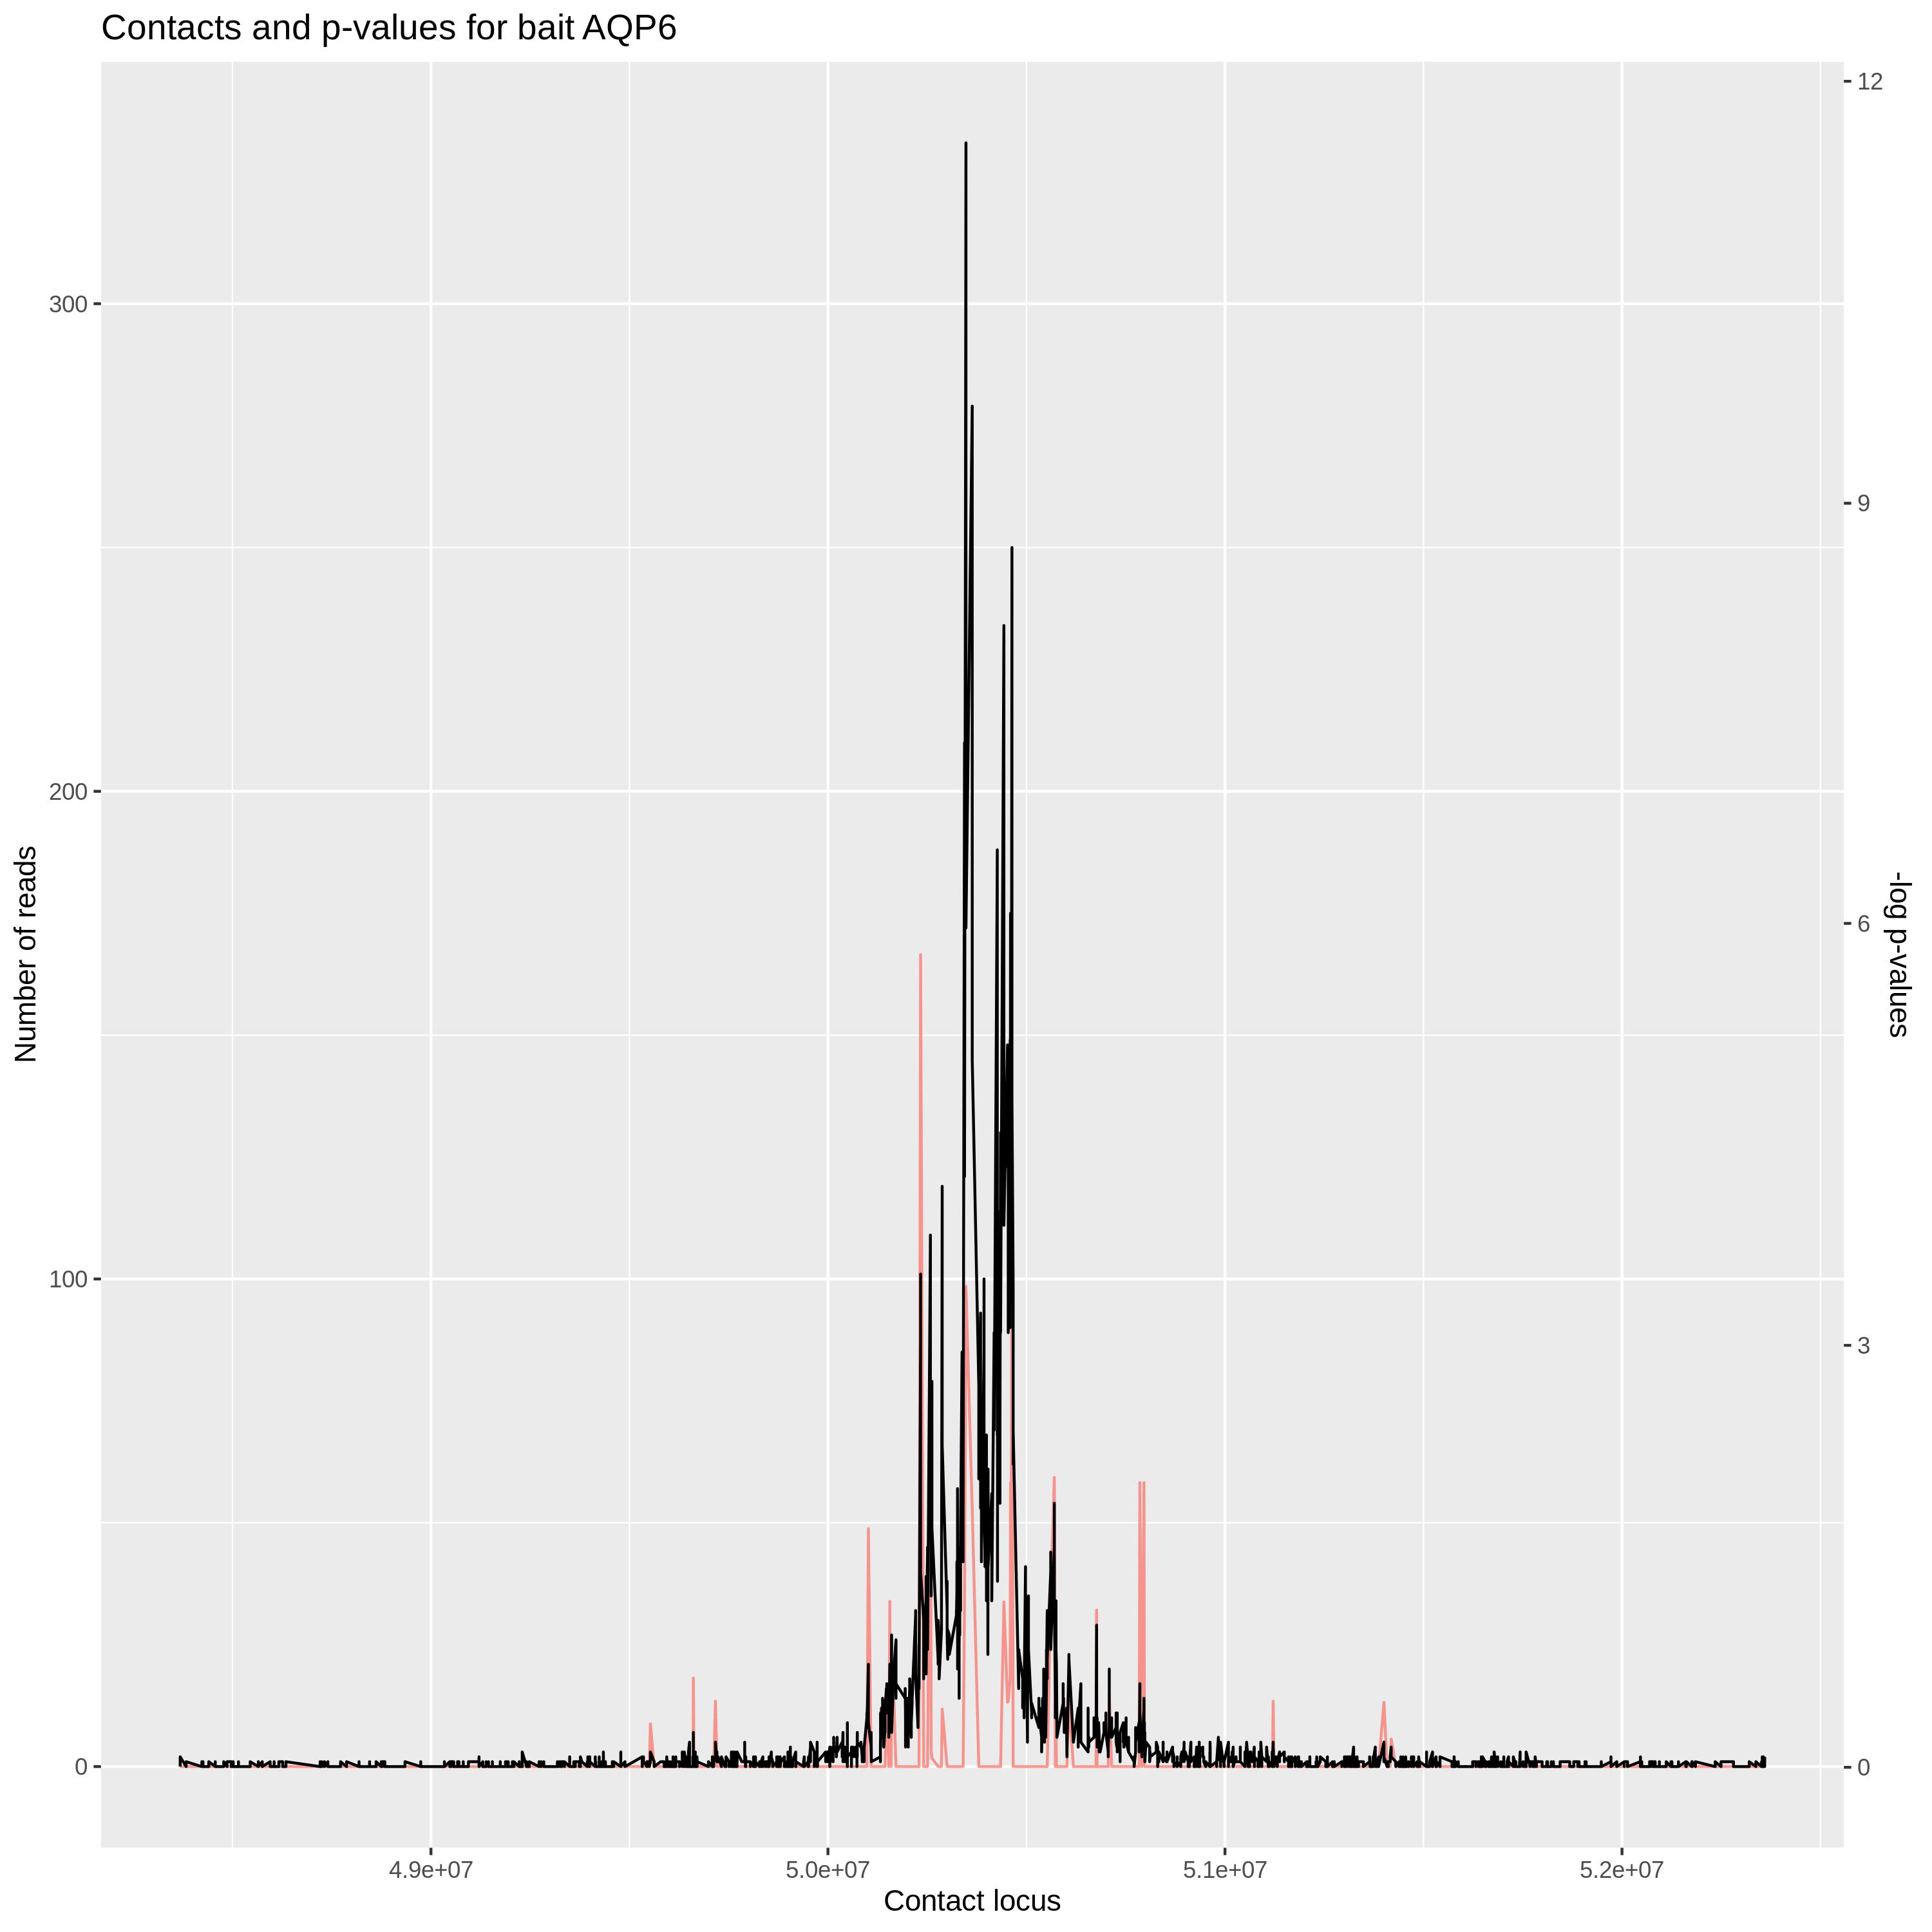 Contacts and p-values for bait AQP6
12
300
9
200
6
Number of reads
-log p-values
100
3
0
0
4.9e+07
5.0e+07
5.1e+07
5.2e+07
Contact locus